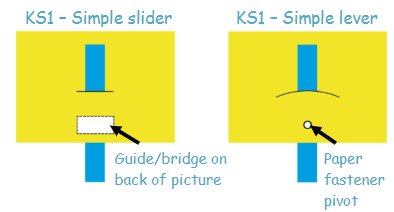 KS1 – Simple slider
KS1 – Simple lever
Guide/bridge on
back of picture
Paper
fastener
pivot